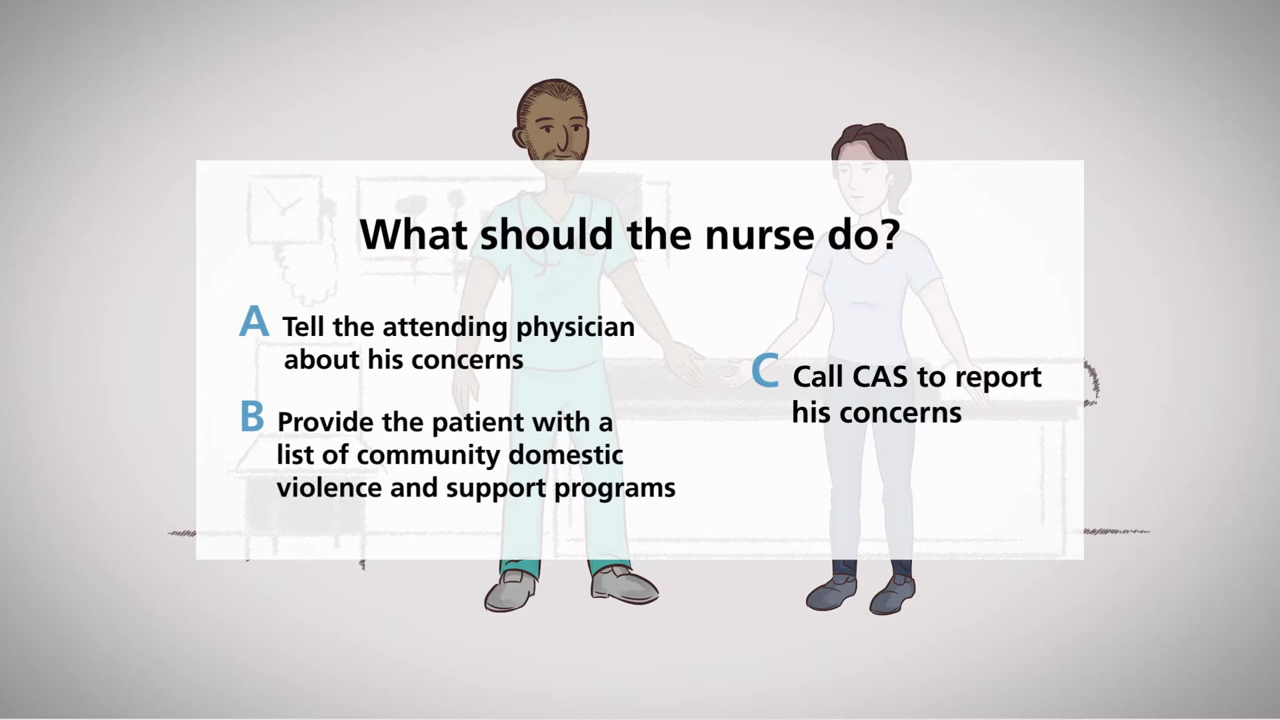 What should the nurse do?
A Tell the attending physician
about his concerns
B Provide the patient with a
list of community domestic
violence and support programs
C Call CAS to report
his concerns